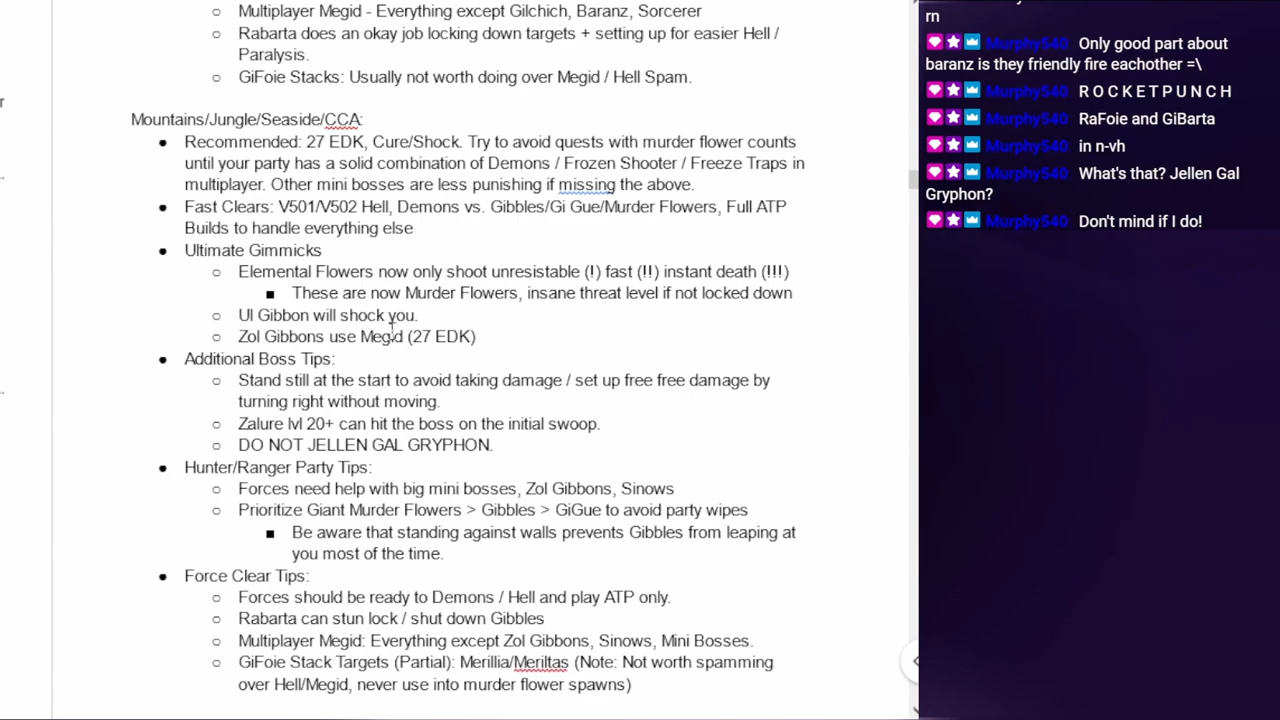 Multiplayer Megid - Everything except Gilchich, Baranz, Sorcerer
Rabarta does an okay job locking down targets + setting up for easier Hell /
Paralysis.
GiFoie Stacks: Usually not worth doing over Megid / Hell Spam.
Mountains/Jungle/Seaside/CCA:
Recommended: 27 EDK, Cure/Shock. Try to avoid quests with murder flower counts
until your party has a solid combination of Demons / Frozen Shooter / Freeze Traps in
multiplayer. Other mini bosses are less punishing if missing the above.
Fast Clears: V501/V502 Hell, Demons vs. Gibbles/Gi Gue/Murder Flowers, Full ATP
Builds to handle everything else
Ultimate Gimmicks
Elemental Flowers now only shoot unresistable (!) fast (!!) instant death (!!!)
These are now Murder Flowers, insane threat level if not locked down
Ul Gibbon will shock you.
Zol Gibbons use Megid (27 EDK)
Additional Boss Tips:
Stand still at the start to avoid taking damage / set up free free damage by
turning right without moving.
Zalure lvl 20+ can hit the boss on the initial swoop.
DO NOT JELLEN GAL GRYPHON.
Hunter/Ranger Party Tips:
Forces need help with big mini bosses, Zol Gibbons, Sinows
Prioritize Giant Murder Flowers > Gibbles > GiGue to avoid party wipes
Be aware that standing against walls prevents Gibbles from leaping at
you most of the time.
Force Clear Tips:
Forces should be ready to Demons / Hell and play ATP only.
Rabarta can stun lock / shut down Gibbles
Multiplayer Megid: Everything except Zol Gibbons, Sinows, Mini Bosses.
GiFoie Stack Targets (Partial): Merillia/Meriltas (Note: Not worth spamming
over Hell/Megid, never use into murder flower spawns)
rn
Murphy540 Only good part about
baranz is they friendly fire eachother =\
Murphy540 R O C K E T P U N C H
Murphy540 RaFoie and GiBarta
Murphy540 in n-vh
Murphy540 What's that? Jellen Gal
Gryphon?
Murphy540 Don't mind if I do!